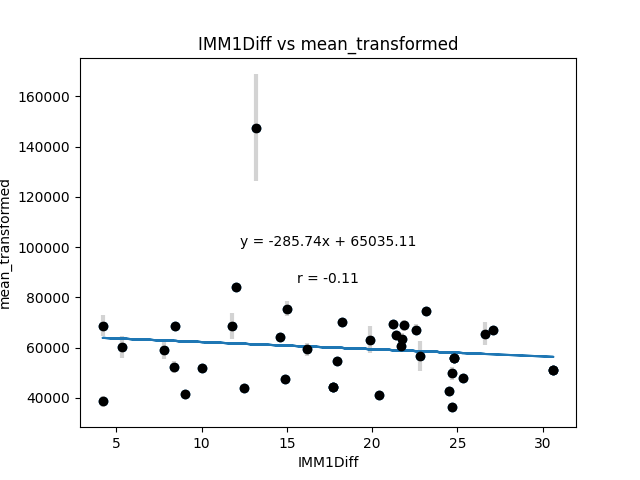 IMM1Diff vs mean_transformed
160000
140000
120000
100000
80000
60000
40000
mean_transformed
y = -285.74x + 65035.11
r = -0.11
5 10 15 20 25 30
IMM1Diff